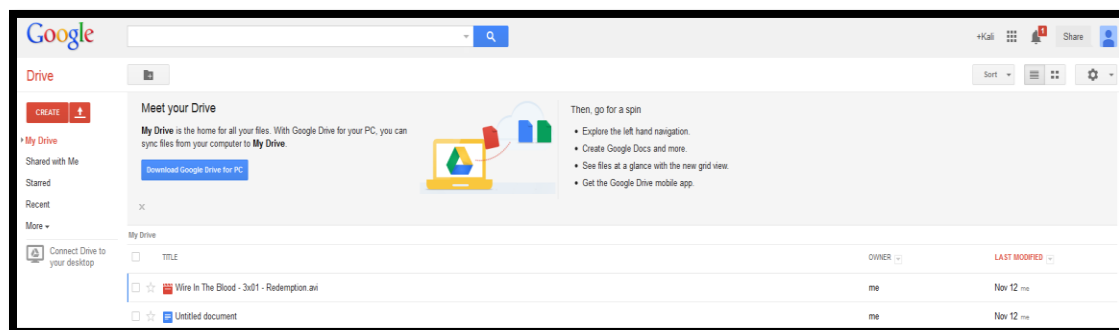 Google
+Kali
1
Share
Drive
Sort
CREATE
My Drive
Shared with Me
Starred
Recent
More
Connect Drive to
your desktop
Meet your Drive
My Drive is the home for all your files. With Google Drive for your PC, you can
sync files from your computer to My Drive.
Download Google Drive for PC
x
Then, go for a spin
• Explore the left hand navigation.
• Create Google Docs and more.
• See files at a glance with the new grid view.
• Get the Google Drive mobile app.
My Drive
TITLE OWNER LAST MODIFIED
Wire In The Blood - 3x01 - Redemption.avi me Nov 12 me
Untitled document me Nov 12 me